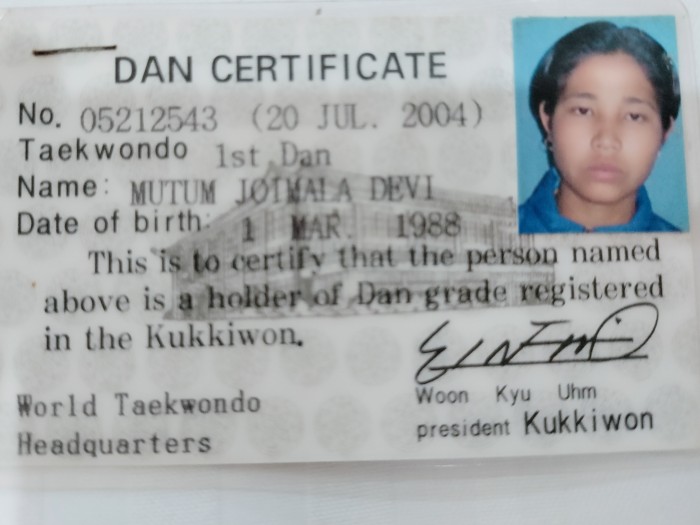 DAN CERTIFICATE
No. 05212543 (20 JUL. 2004)
Taekwondo 1st Dan
Name: MUTUM JOIMALA DEVI
Date of birth: 1 MAR. 1988
This is to certify that the person named
above is a holder of Dan grade registered
in the Kukkiwon.
Woon Kyu Uhm
president Kukkiwon
World Taekwondo
Headquarters